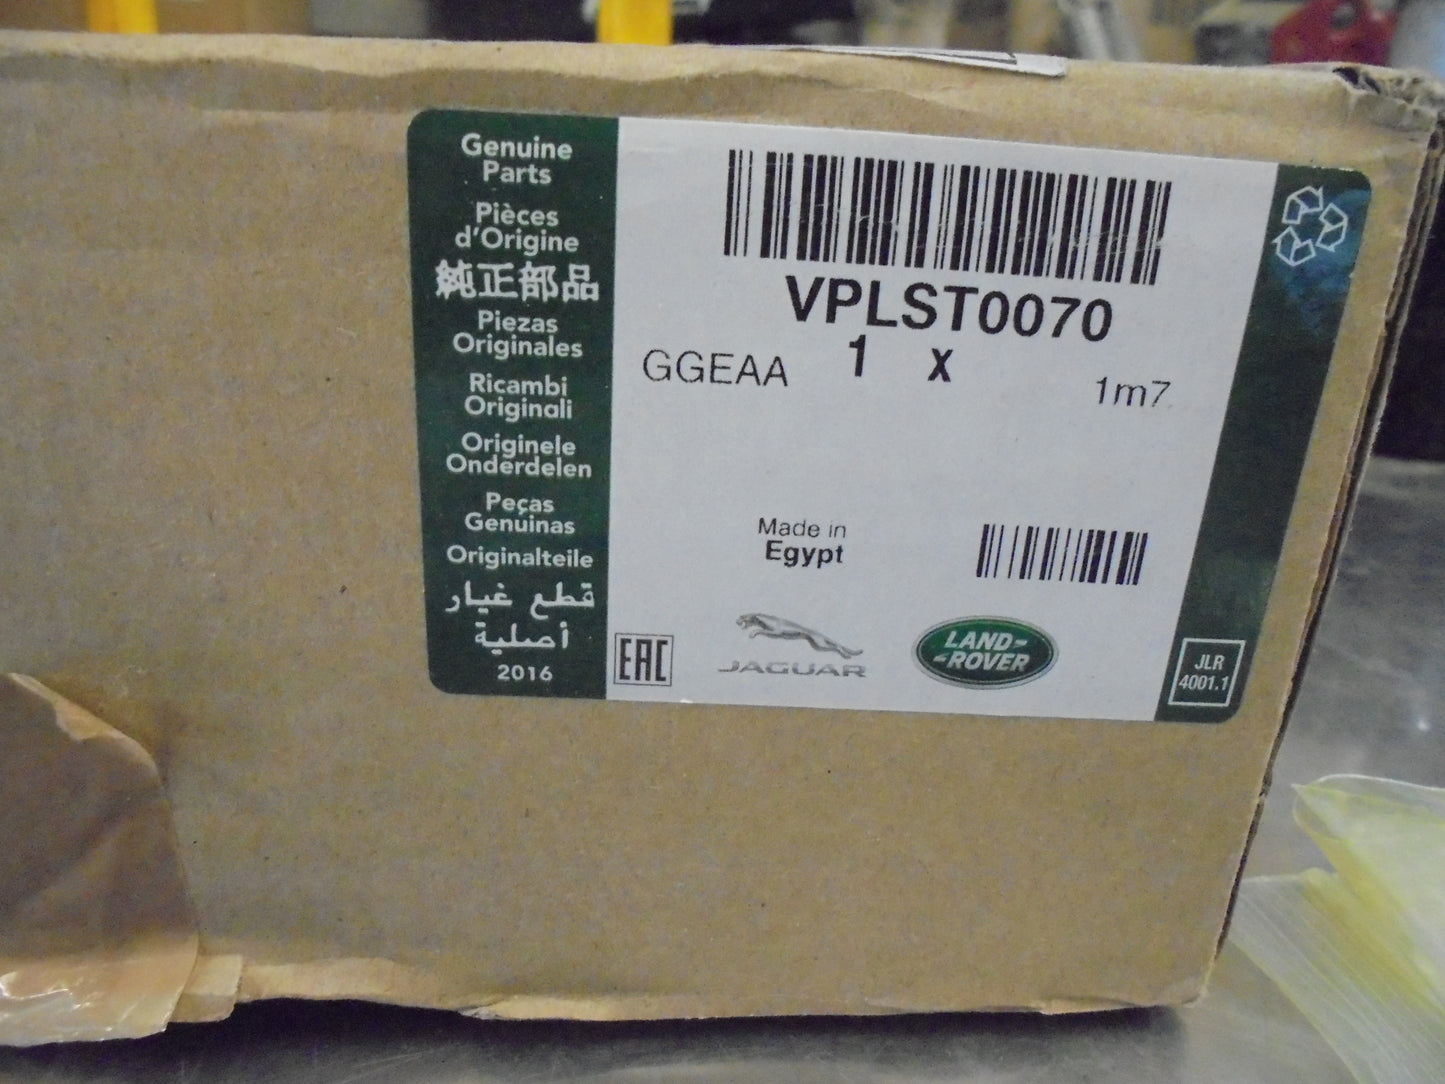 Genuine
Parts
Pièces
d'Origine
純正部品
Piezas
Originales
Ricambi
Originali
Originele
Onderdelen
Peças
Genuinas
Originalteile
قطع غيار
أصلية
2016
VPLST0070
GGEAA 1 x 1m7
Made in
Egypt
EAC
JAGUAR
LAND-
-ROVER
JLR
4001.1